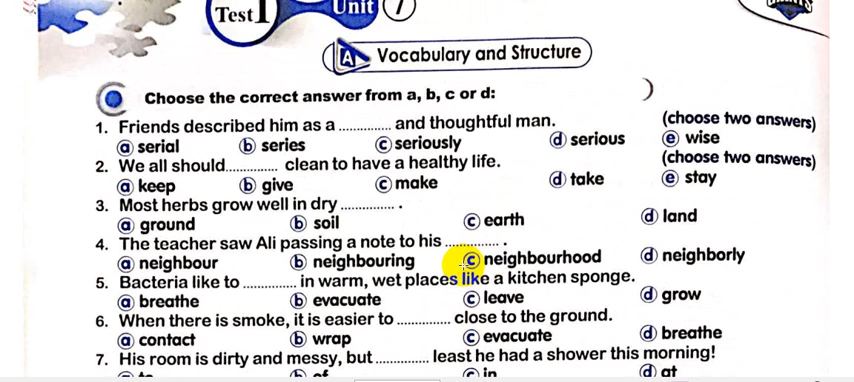 Test 1
Unit 7
A Vocabulary and Structure
Choose the correct answer from a, b, c or d:
1. Friends described him as a .............. and thoughtful man. (choose two answers)
a serial b series c seriously d serious e wise
2. We all should.............. clean to have a healthy life. (choose two answers)
a keep b give c make d take e stay
3. Most herbs grow well in dry .............. .
a ground b soil c earth d land
4. The teacher saw Ali passing a note to his .............. .
a neighbour b neighbouring c neighbourhood d neighborly
5. Bacteria like to .............. in warm, wet places like a kitchen sponge.
a breathe b evacuate c leave d grow
6. When there is smoke, it is easier to .............. close to the ground.
a contact b wrap c evacuate d breathe
7. His room is dirty and messy, but .............. least he had a shower this morning!
a to b of c in d at